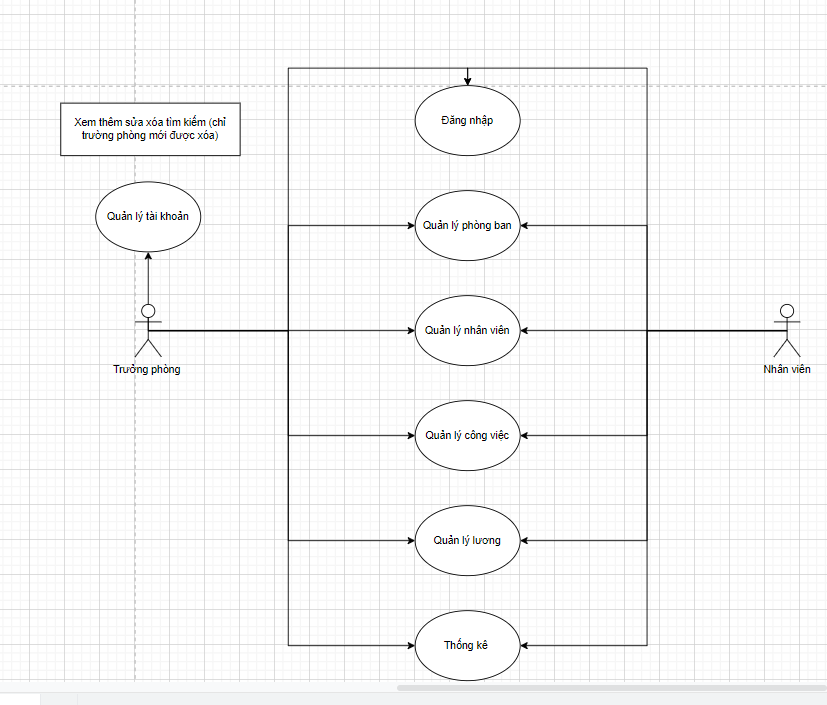 Đăng nhập
Xem thêm sửa xóa tìm kiếm (chỉ
trưởng phòng mới được xóa)
Quản lý tài khoản
Quản lý phòng ban
Quản lý nhân viên
Trưởng phòng
Nhân viên
Quản lý công việc
Quản lý lương
Thống kê